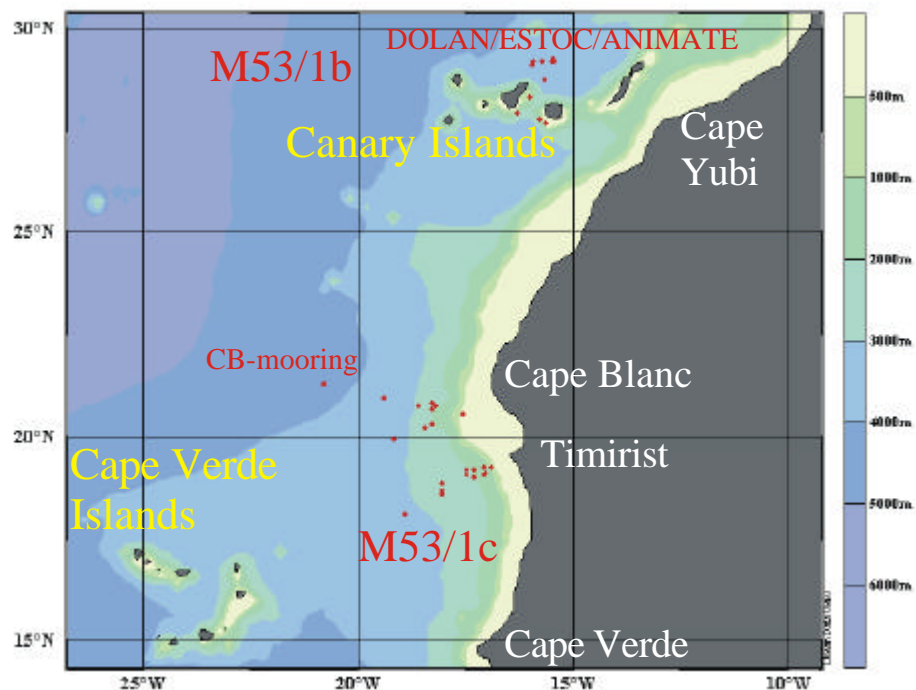 30°N
25°N
20°N
15°N
25°W
20°W
15°W
10°W
DOLAN/ESTOC/ANIMATE
M53/1b
Canary Islands
Cape
Yubi
CB-mooring
Cape Blanc
Timirist
Cape Verde
Islands
M53/1c
Cape Verde
500m
1000m
2000m
3000m
4000m
5000m
6000m